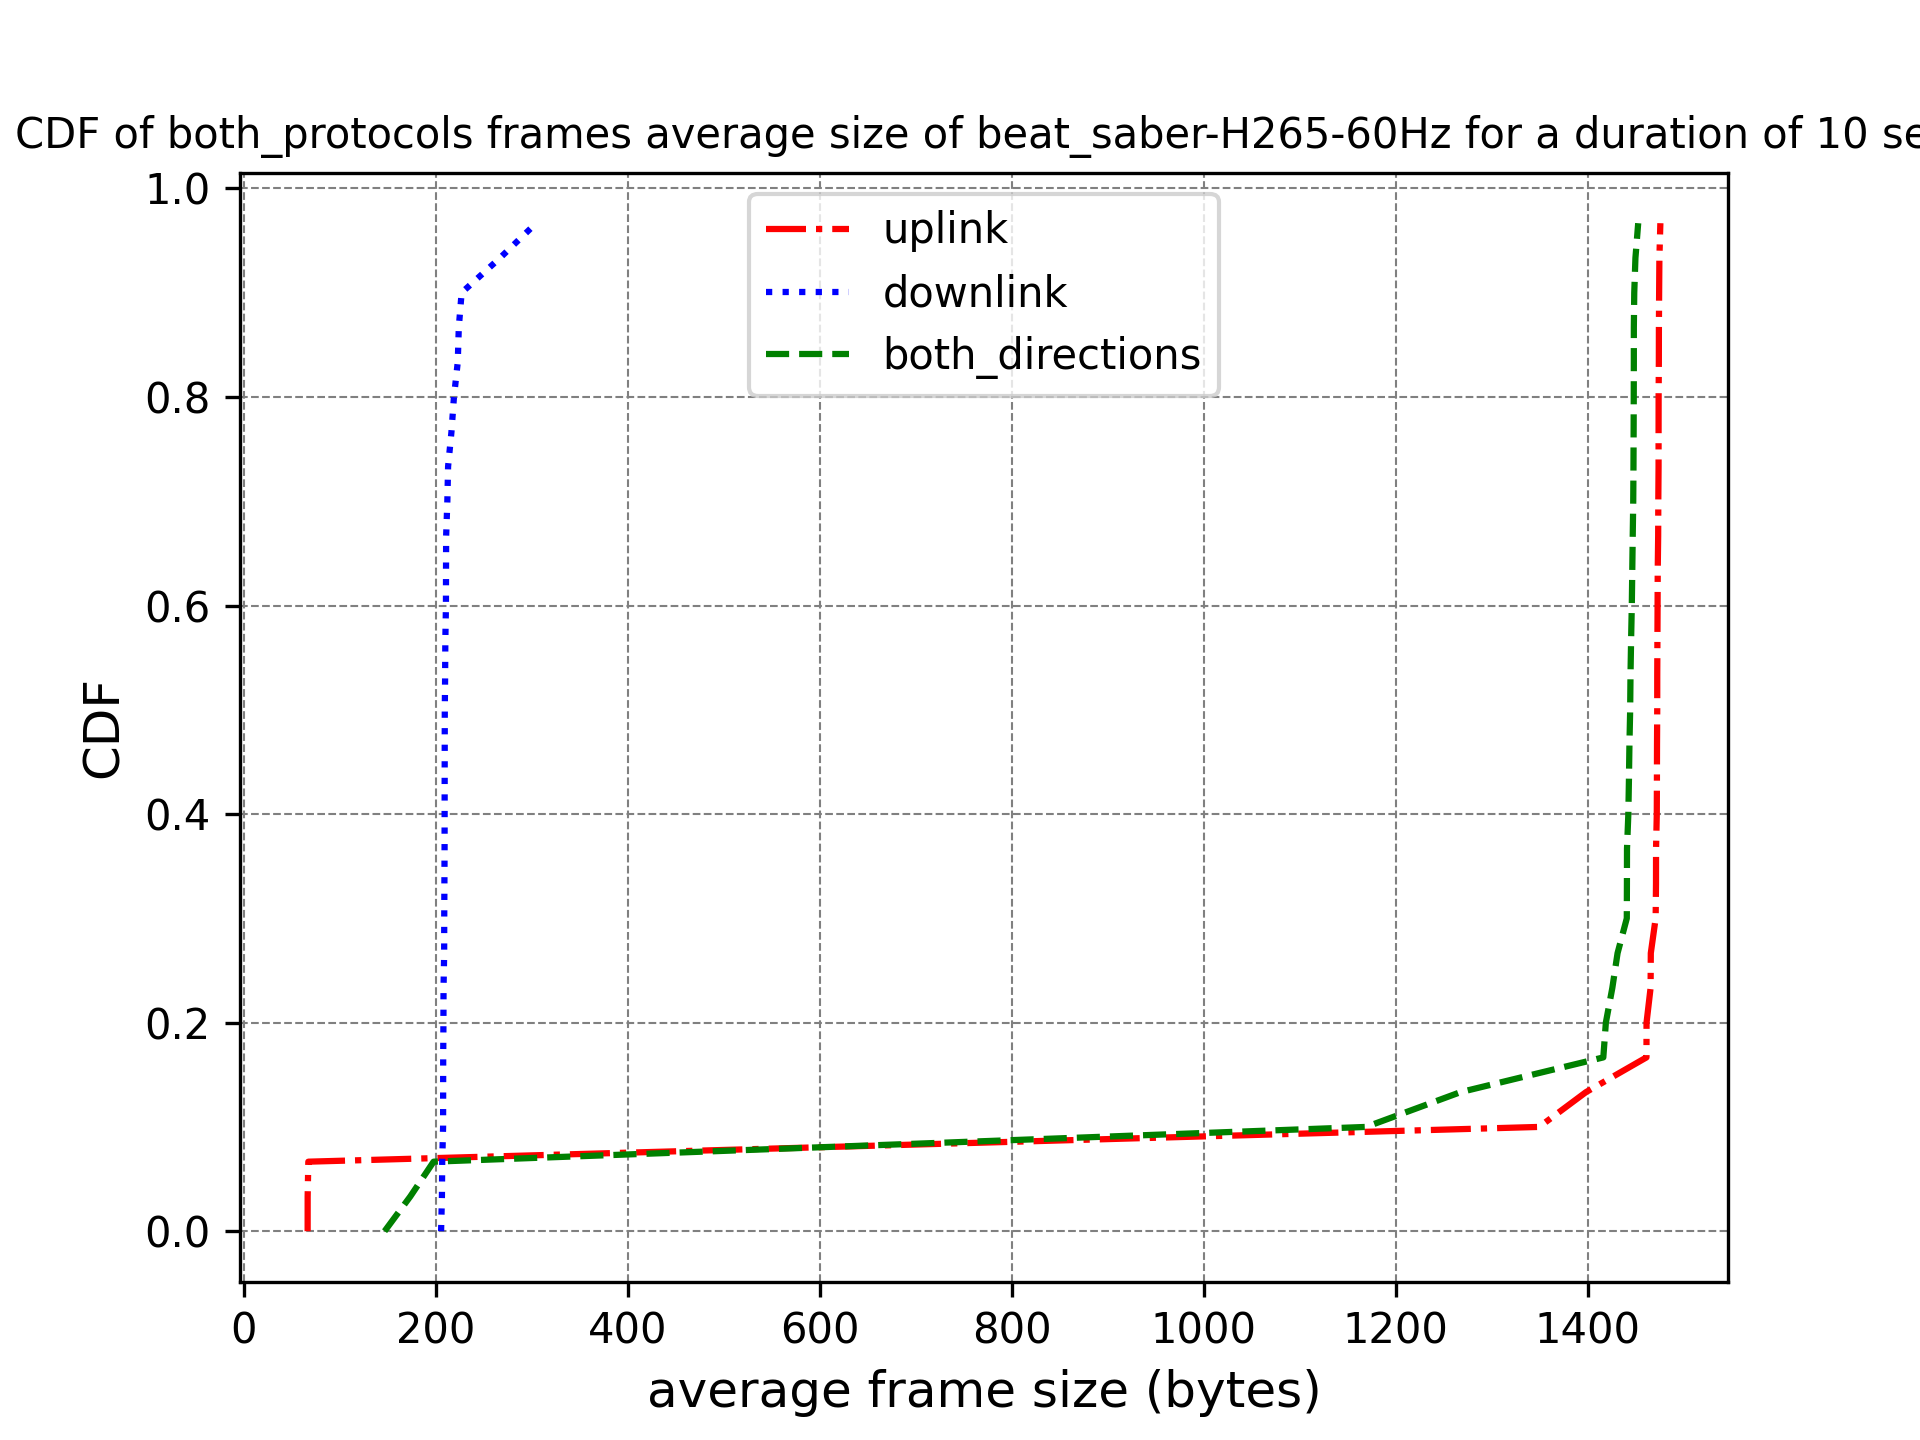 CDF of both_protocols frames average size of beat_saber-H265-60Hz for a duration of 10 se
1.0
0.8
0.6
0.4
0.2
0.0
CDF
uplink
downlink
both_directions
0 200 400 600 800 1000 1200 1400
average frame size (bytes)